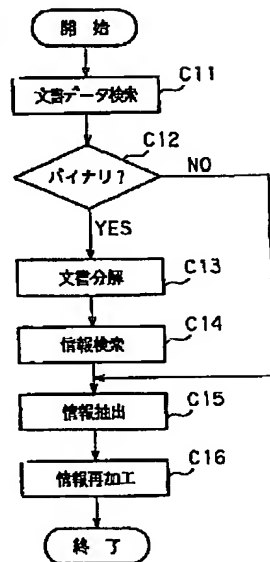 開始
C11
文書データ検索
C12
バイナリ?
NO
YES
C13
文書分解
C14
情報検索
C15
情報抽出
C16
情報再加工
終了